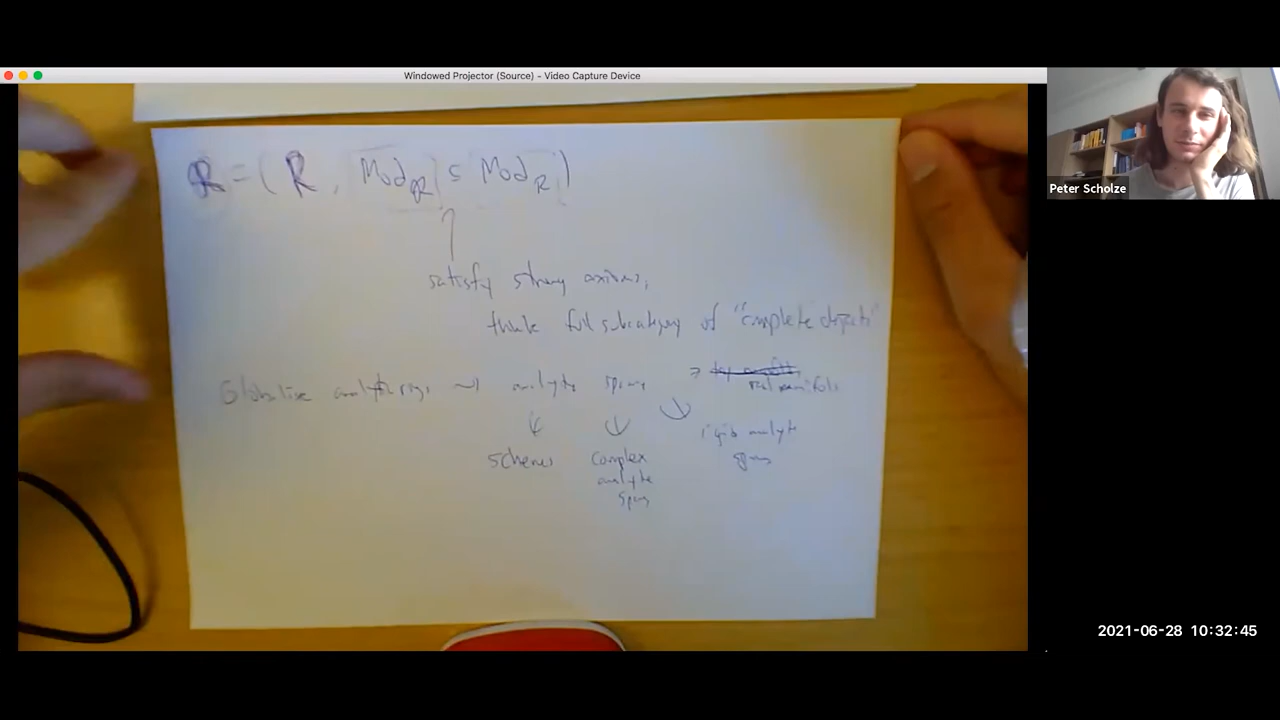 Windowed Projector (Source) - Video Capture Device
Peter Scholze
ℛ = (R, Mod_ℛ ⊆ Mod_R)
satisfy strong axioms,
think full subcategory of "complete objects"
Globalise analytic rings ⇝ analytic spaces
real manifolds
schemes complex analytic spaces
rigid analytic spaces
2021-06-28 10:32:45